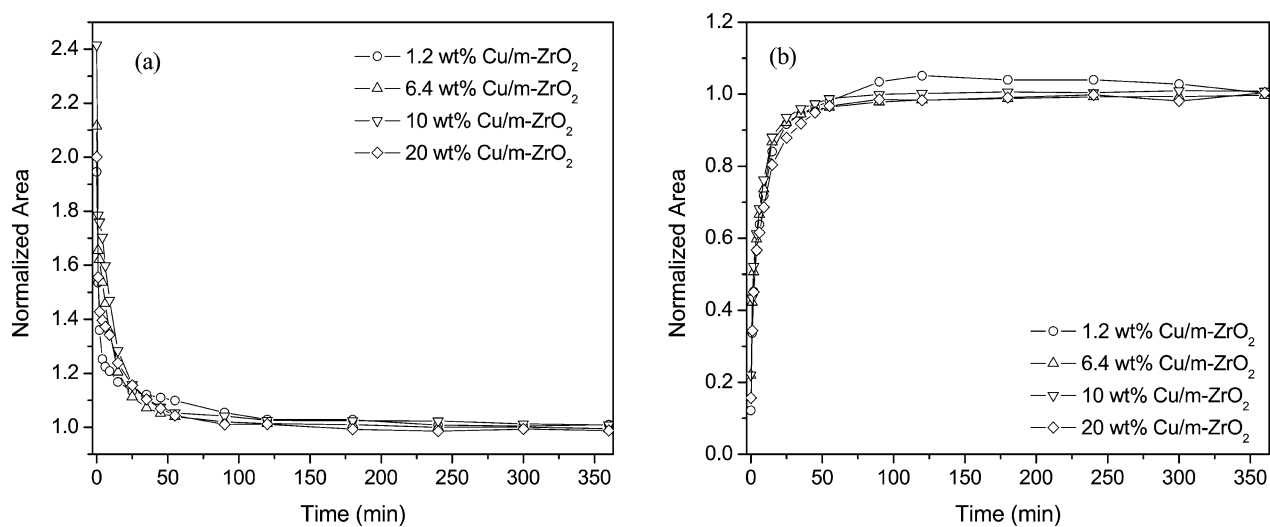 (a)
1.2 wt% Cu/m-ZrO₂
6.4 wt% Cu/m-ZrO₂
10 wt% Cu/m-ZrO₂
20 wt% Cu/m-ZrO₂
2.4
2.2
2.0
1.8
1.6
1.4
1.2
1.0
Normalized Area
0 50 100 150 200 250 300 350
Time (min)
(b)
1.2
1.0
0.8
0.6
0.4
0.2
0.0
Normalized Area
1.2 wt% Cu/m-ZrO₂
6.4 wt% Cu/m-ZrO₂
10 wt% Cu/m-ZrO₂
20 wt% Cu/m-ZrO₂
0 50 100 150 200 250 300 350
Time (min)